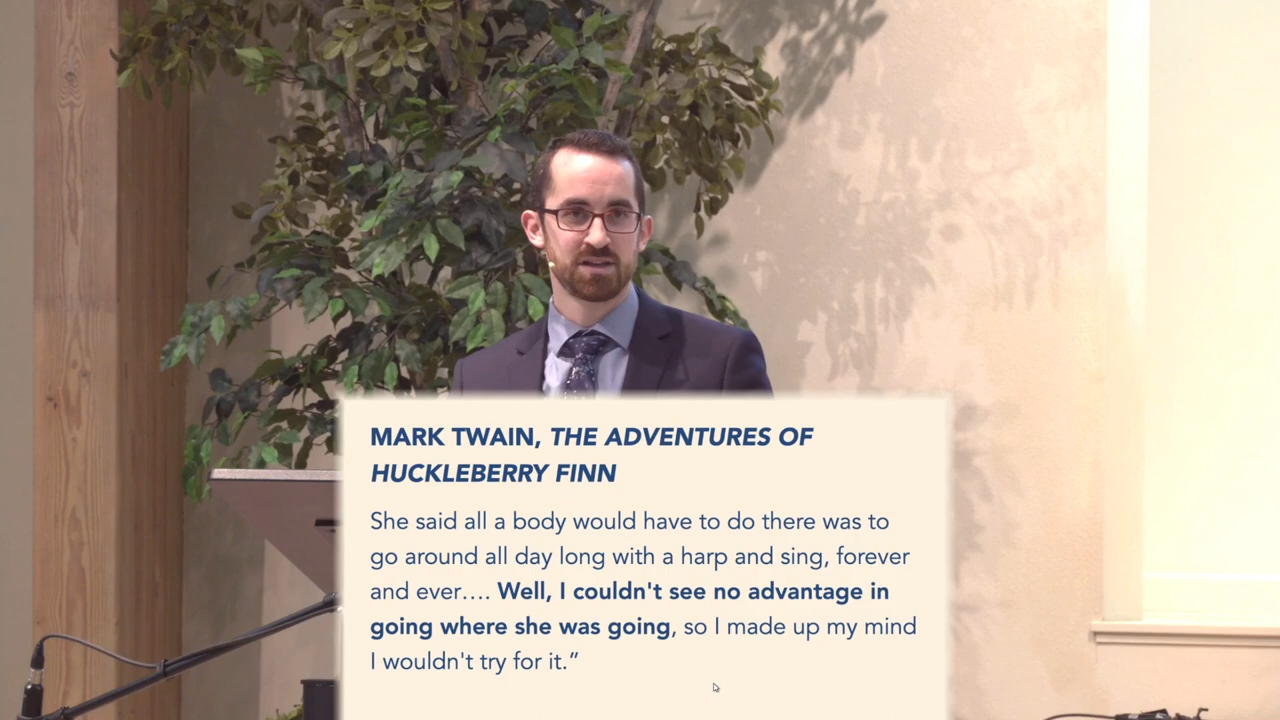 MARK TWAIN, THE ADVENTURES OF
HUCKLEBERRY FINN
She said all a body would have to do there was to
go around all day long with a harp and sing, forever
and ever…. Well, I couldn't see no advantage in
going where she was going, so I made up my mind
I wouldn't try for it.”